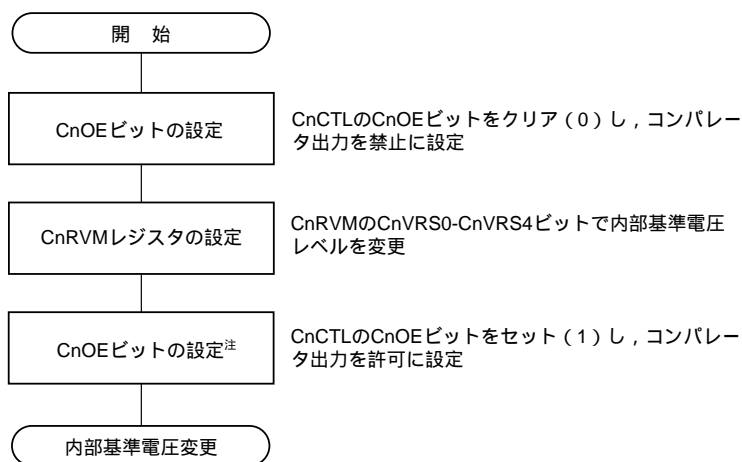 開　始
CnOEビットの設定
CnCTLのCnOEビットをクリア（0）し，コンパレー
タ出力を禁止に設定
CnRVMレジスタの設定
CnRVMのCnVRS0-CnVRS4ビットで内部基準電圧
レベルを変更
CnOEビットの設定注
CnCTLのCnOEビットをセット（1）し，コンパレー
タ出力を許可に設定
内部基準電圧変更